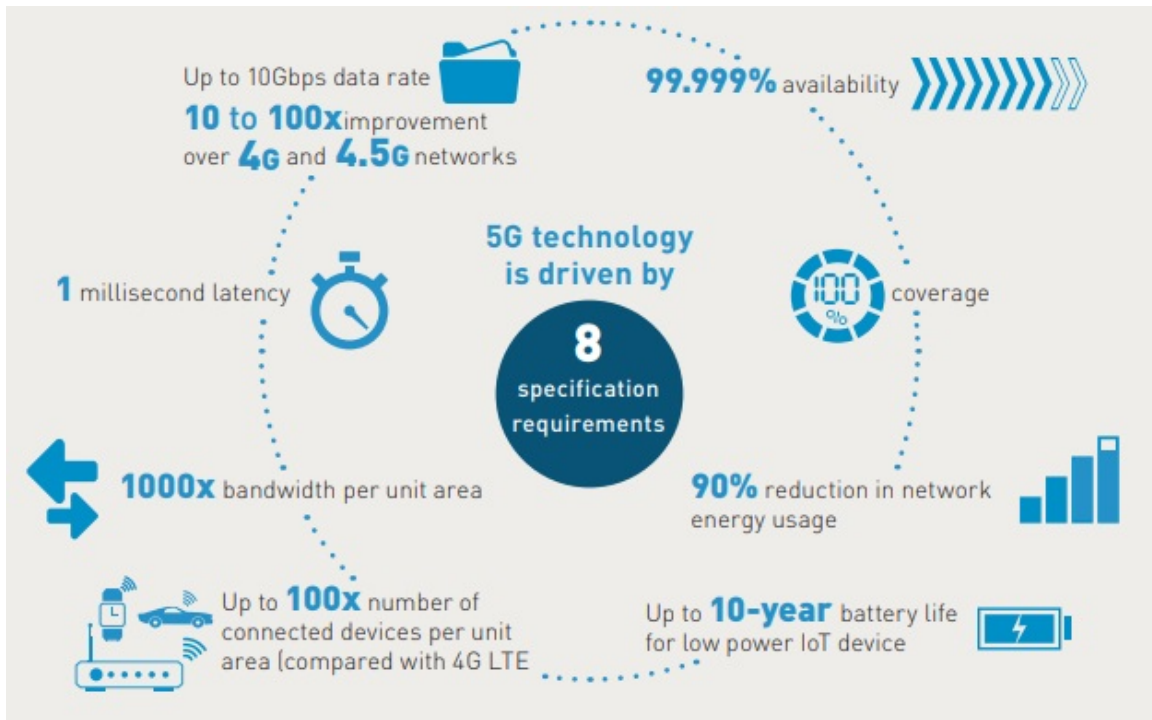 Up to 10Gbps data rate
10 to 100x improvement
over 4G and 4.5G networks
99.999% availability
5G technology
is driven by
8
specification
requirements
1 millisecond latency
100
%
coverage
1000x bandwidth per unit area
90% reduction in network
energy usage
Up to 100x number of
connected devices per unit
area (compared with 4G LTE
Up to 10-year battery life
for low power IoT device